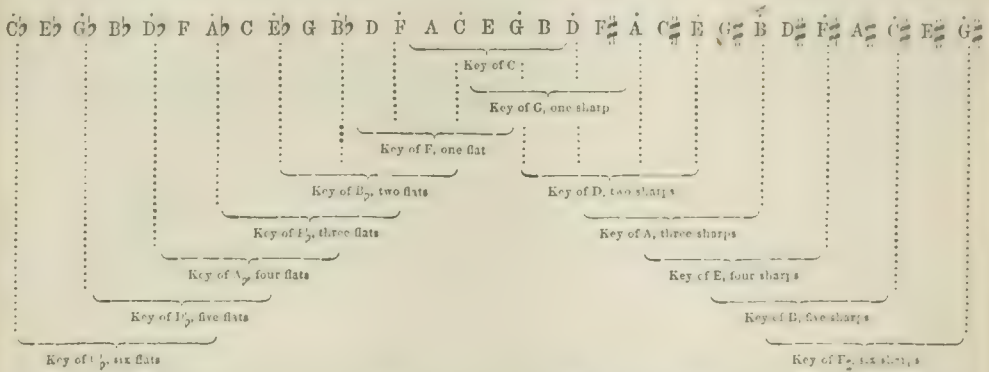 Ċ♭ E♭ Ġ♭ B♭ Ḋ♭ F Ȧ♭ C Ė♭ G Ḃ♭ D Ḟ A Ċ E Ġ B Ḋ F♯ Ȧ C♯ Ė G♯ Ḃ D♯ Ḟ♯ A♯ Ċ♯ E♯ Ġ♯
Key of C
Key of G, one sharp
Key of F, one flat
Key of B♭, two flats
Key of D, two sharps
Key of E♭, three flats
Key of A, three sharps
Key of A♭, four flats
Key of E, four sharps
Key of D♭, five flats
Key of B, five sharps
Key of G♭, six flats
Key of F♯, six sharps